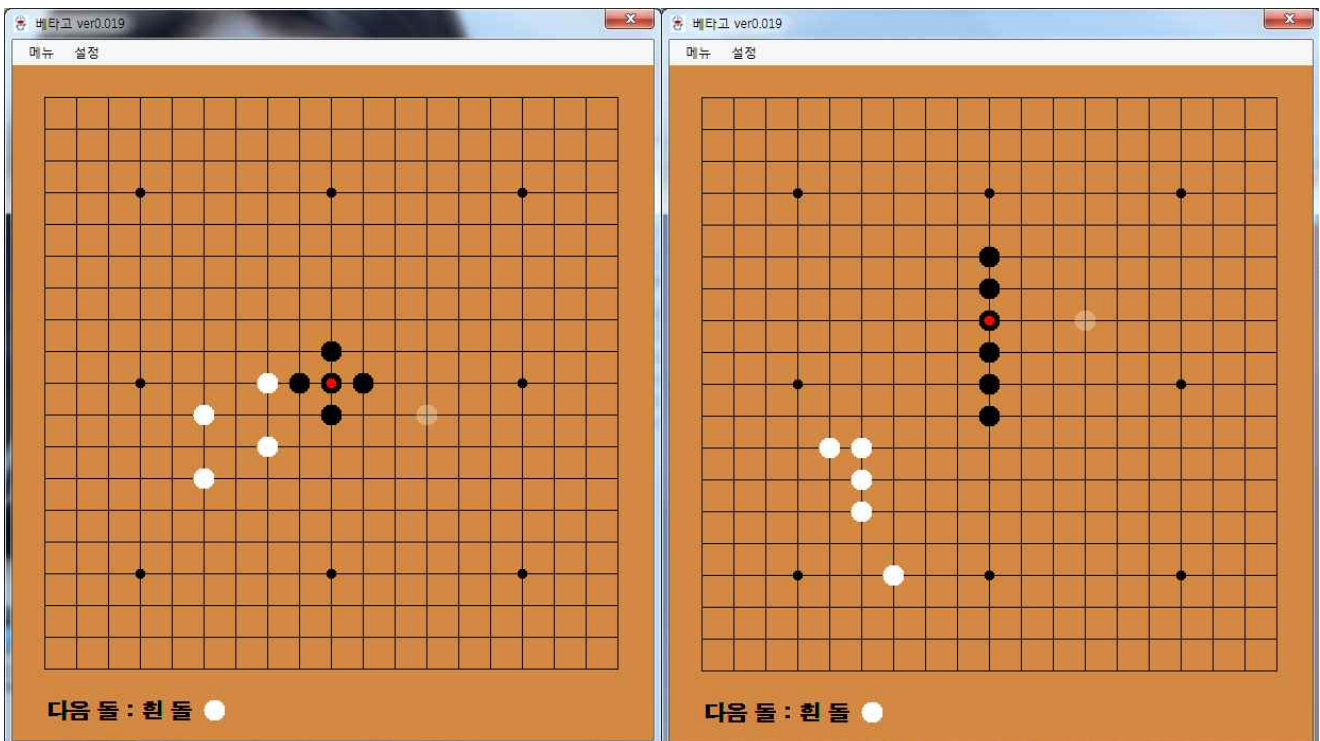 베타고 ver0.019
메뉴 설정
다음 돌 : 흰 돌
베타고 ver0.019
메뉴 설정
다음 돌 : 흰 돌